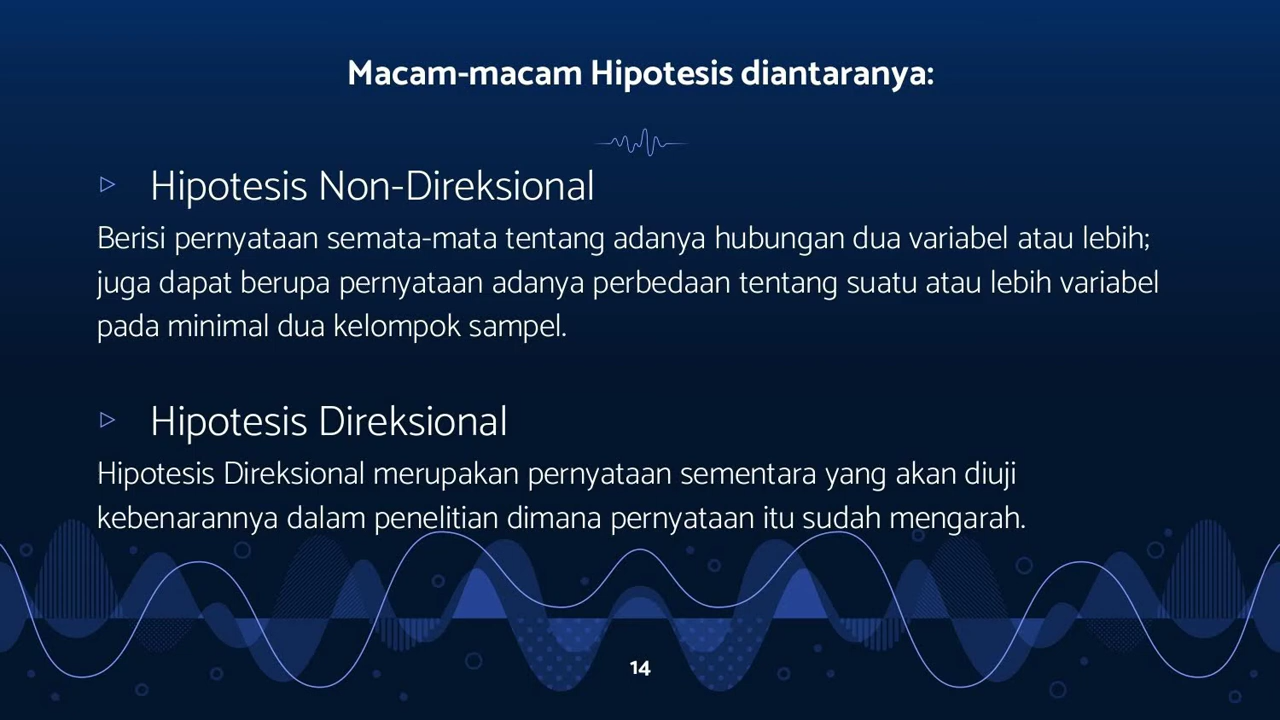 Macam-macam Hipotesis diantaranya:
Hipotesis Non-Direksional
Berisi pernyataan semata-mata tentang adanya hubungan dua variabel atau lebih;
juga dapat berupa pernyataan adanya perbedaan tentang suatu atau lebih variabel
pada minimal dua kelompok sampel.
Hipotesis Direksional
Hipotesis Direksional merupakan pernyataan sementara yang akan diuji
kebenarannya dalam penelitian dimana pernyataan itu sudah mengarah.
14